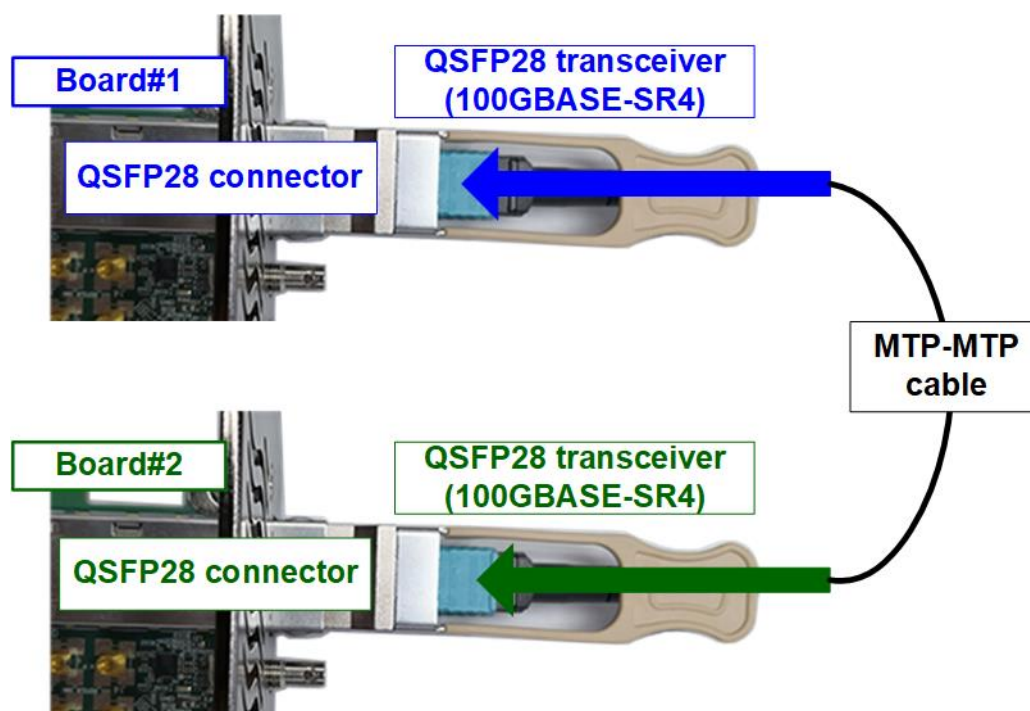 Board#1
QSFP28 transceiver
(100GBASE-SR4)
QSFP28 connector
MTP-MTP
cable
Board#2
QSFP28 transceiver
(100GBASE-SR4)
QSFP28 connector